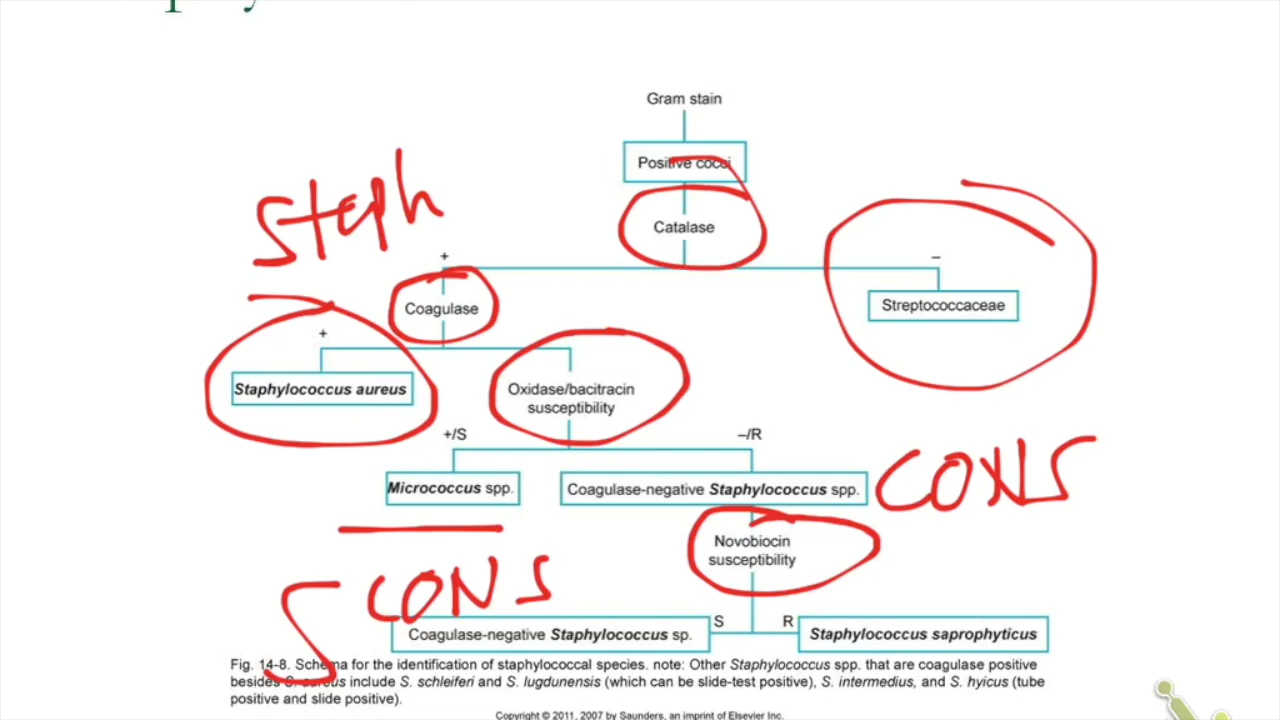 Gram stain
Positive cocci
Staph
Catalase
+
–
Coagulase
Streptococcaceae
+
Staphylococcus aureus
Oxidase/bacitracin
susceptibility
+/S
–/R
Micrococcus spp.
Coagulase-negative Staphylococcus spp.
CONS
Novobiocin
susceptibility
S CONS
S
R
Coagulase-negative Staphylococcus sp.
Staphylococcus saprophyticus
Fig. 14-8. Schema for the identification of staphylococcal species. note: Other Staphylococcus spp. that are coagulase positive
besides S. aureus include S. schleiferi and S. lugdunensis (which can be slide-test positive), S. intermedius, and S. hyicus (tube
positive and slide positive).
Copyright © 2011, 2007 by Saunders, an imprint of Elsevier Inc.